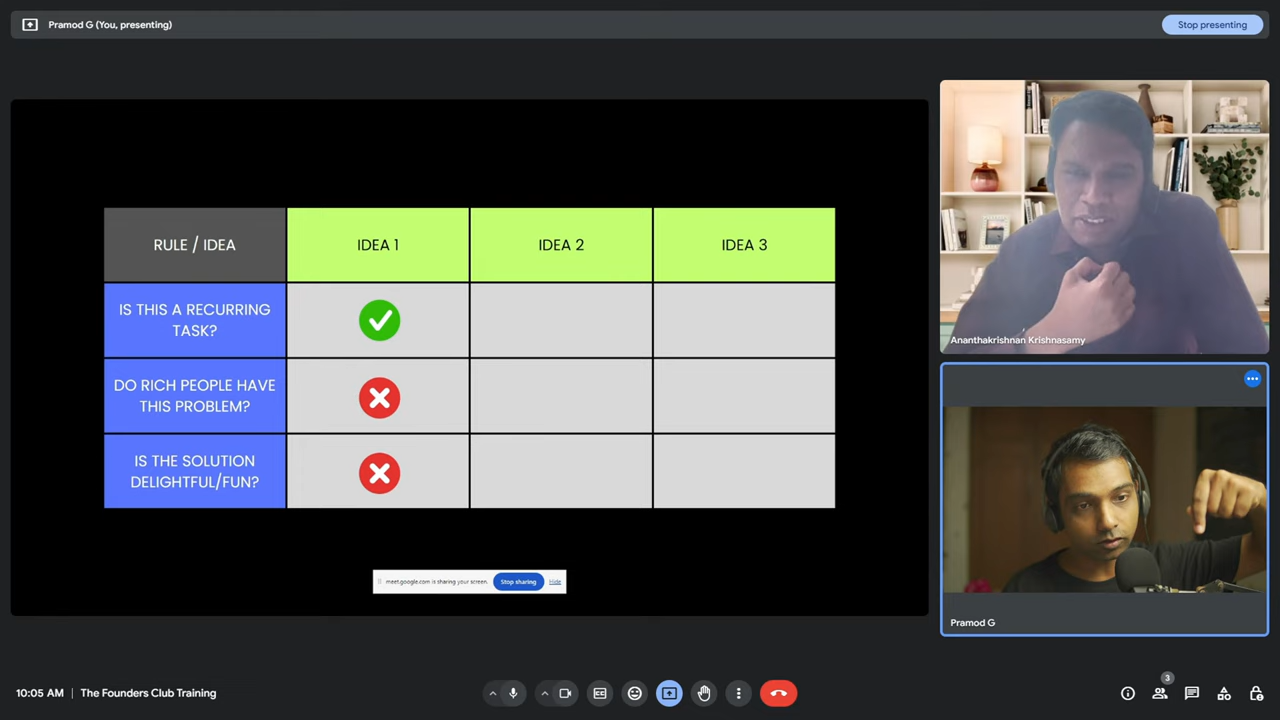 Pramod G (You, presenting)
Stop presenting
RULE / IDEA
IDEA 1
IDEA 2
IDEA 3
IS THIS A RECURRING
TASK?
DO RICH PEOPLE HAVE
THIS PROBLEM?
IS THE SOLUTION
DELIGHTFUL/FUN?
meet.google.com is sharing your screen.
Stop sharing
Hide
Ananthakrishnan Krishnasamy
Pramod G
10:05 AM | The Founders Club Training
3